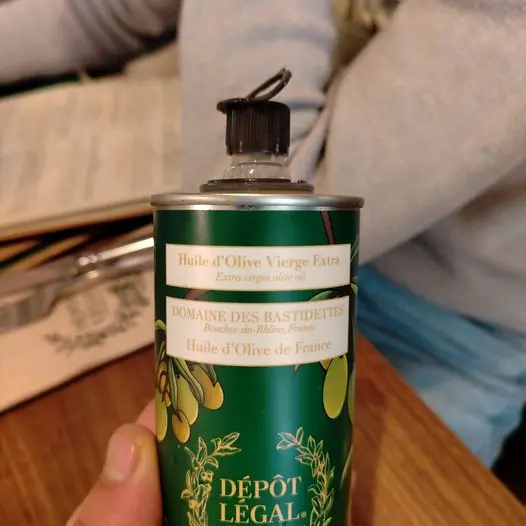 Huile d'Olive Vierge Extra
Extra virgin olive oil
DOMAINE DES BASTIDETTES
Bouches-du-Rhône, France
Huile d'Olive de France
DÉPÔT
LÉGAL®